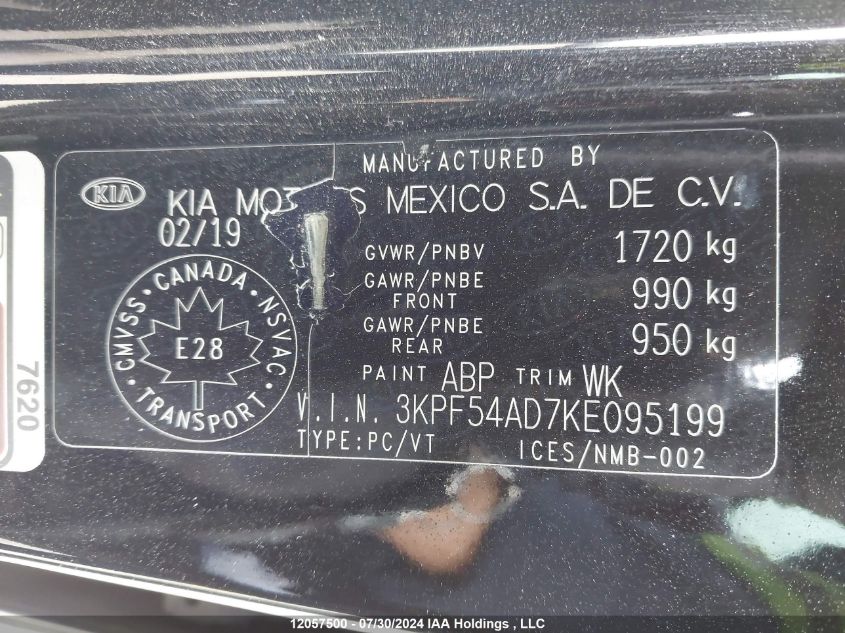 MANUFACTURED BY
KIA
KIA MEXICO S.A. DE C.V.
02/19
GVWR/PNBV 1720 kg
GAWR/PNBE FRONT 990 kg
GAWR/PNBE REAR 950 kg
PAINT ABP TRIM WK
V.I.N. 3KPF54AD7KE095199
TYPE:PC/VT ICES/NMB-002
CANADA
CMVSS • NSVAC
E28
TRANSPORT
7620
12057500 - 07/30/2024 IAA Holdings , LLC